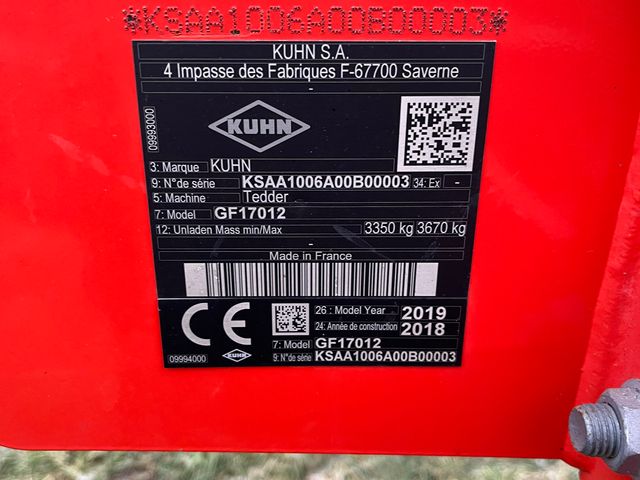 *KSAA1006A00B00003*
KUHN S.A.
4 Impasse des Fabriques F-67700 Saverne
-
09993000
KUHN
3: Marque KUHN
9: N°de série KSAA1006A00B00003 34: Ex -
5: Machine Tedder
7: Model GF17012
12: Unladen Mass min/Max 3350 kg 3670 kg
-
Made in France
CE
26 : Model Year 2019
24: Année de construction 2018
7: Model GF17012
09994000 KUHN 9: N°de série KSAA1006A00B00003